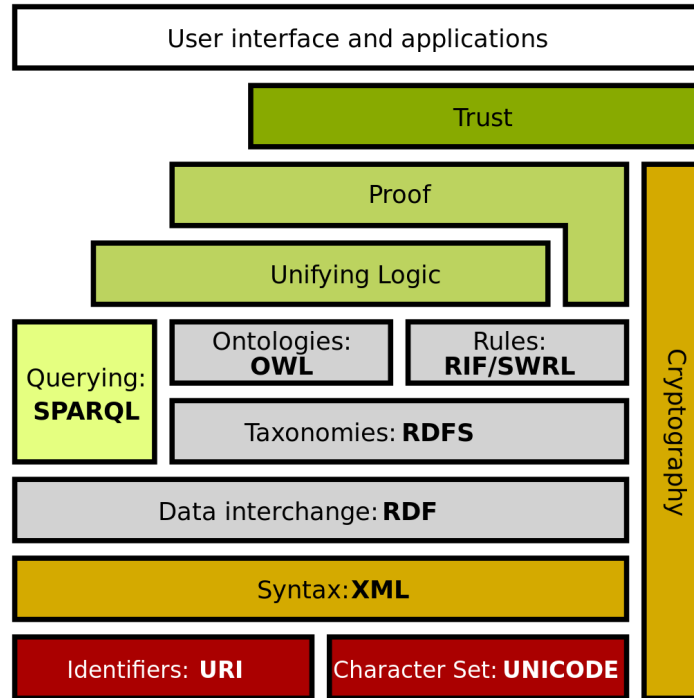 User interface and applications
Trust
Proof
Unifying Logic
Ontologies:
OWL
Rules:
RIF/SWRL
Querying:
SPARQL
Taxonomies: RDFS
Cryptography
Data interchange: RDF
Syntax: XML
Identifiers: URI
Character Set: UNICODE